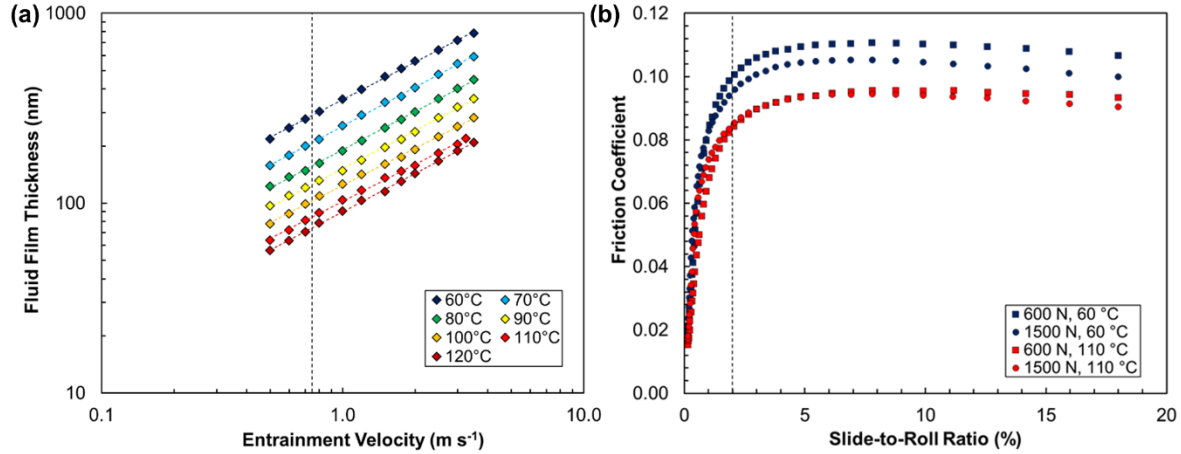 (a)
1000
100
10
Fluid Film Thickness (nm)
0.1 1.0 10.0
Entrainment Velocity (m s⁻¹)
60°C 70°C
80°C 90°C
100°C 110°C
120°C
(b)
0.12
0.10
0.08
0.06
0.04
0.02
0.00
Friction Coefficient
0 5 10 15 20
Slide-to-Roll Ratio (%)
600 N, 60 °C
1500 N, 60 °C
600 N, 110 °C
1500 N, 110 °C